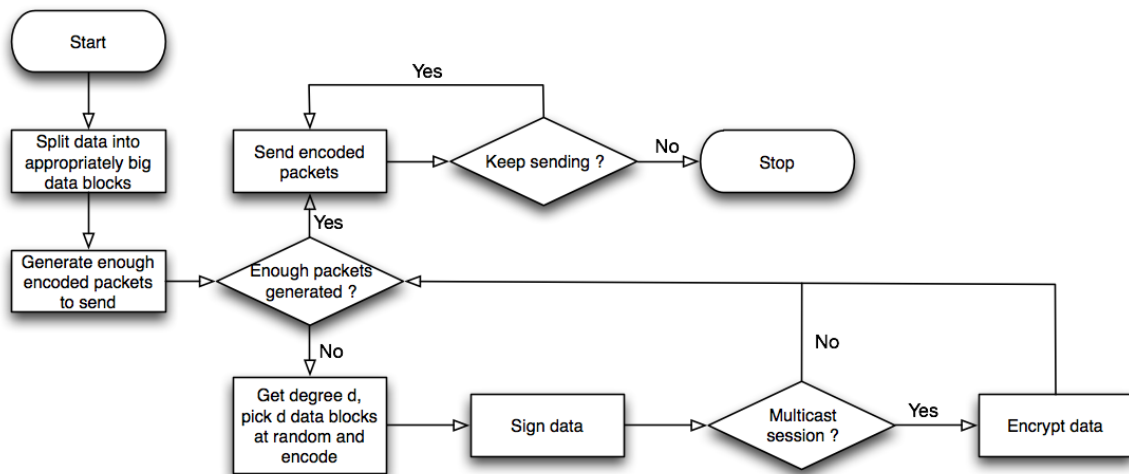 Start
Yes
Split data into
appropriately big
data blocks
Send encoded
packets
Keep sending ?
No
Stop
Yes
Generate enough
encoded packets
to send
Enough packets
generated ?
No
No
Get degree d,
pick d data blocks
at random and
encode
Sign data
Multicast
session ?
Yes
Encrypt data